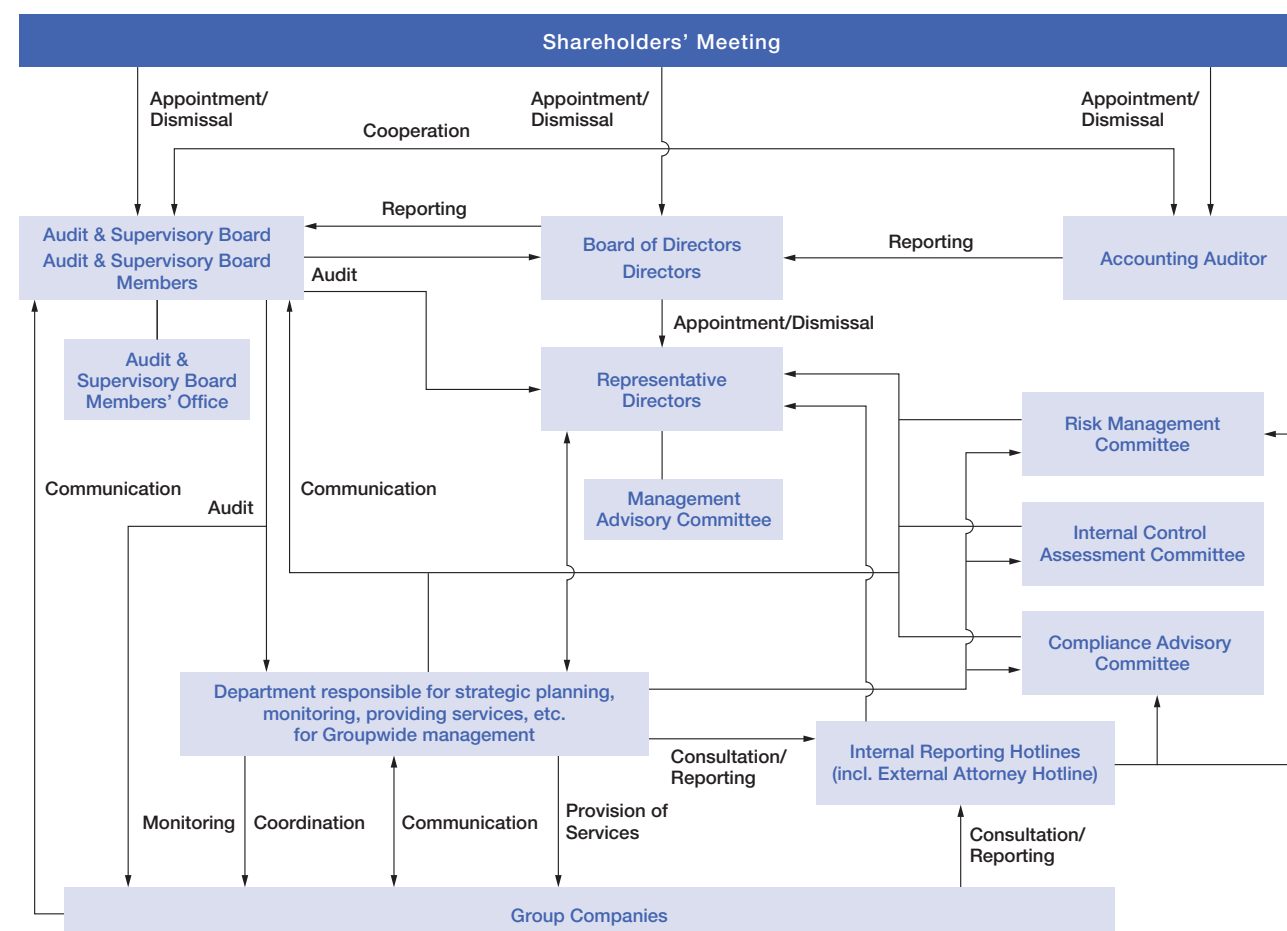 Shareholders’ Meeting
Appointment/
Dismissal
Appointment/
Dismissal
Appointment/
Dismissal
Cooperation
Reporting
Audit & Supervisory Board
Audit & Supervisory Board
Members
Board of Directors
Directors
Reporting
Accounting Auditor
Audit
Appointment/Dismissal
Audit &
Supervisory Board
Members’ Office
Representative
Directors
Risk Management
Committee
Communication
Audit
Communication
Management
Advisory Committee
Internal Control
Assessment Committee
Compliance Advisory
Committee
Department responsible for strategic planning,
monitoring, providing services, etc.
for Groupwide management
Consultation/
Reporting
Internal Reporting Hotlines
(incl. External Attorney Hotline)
Monitoring
Coordination
Communication
Provision of
Services
Consultation/
Reporting
Group Companies